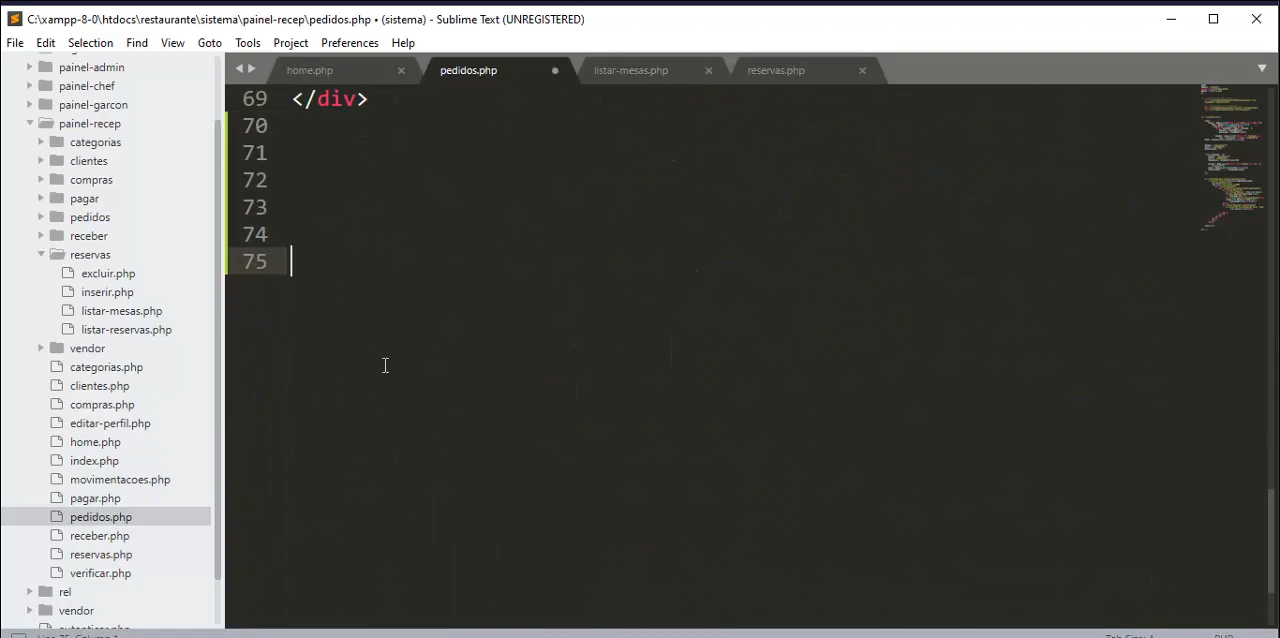 C:\xampp-8-0\htdocs\restaurante\sistema\painel-recep\pedidos.php • (sistema) - Sublime Text (UNREGISTERED)
File Edit Selection Find View Goto Tools Project Preferences Help
home.php pedidos.php listar-mesas.php reservas.php
painel-admin
painel-chef
painel-garcon
painel-recep
categorias
clientes
compras
pagar
pedidos
receber
reservas
excluir.php
inserir.php
listar-mesas.php
listar-reservas.php
vendor
categorias.php
clientes.php
compras.php
editar-perfil.php
home.php
index.php
movimentacoes.php
pagar.php
pedidos.php
receber.php
reservas.php
verificar.php
rel
vendor
69 </div>
70
71
72
73
74
75